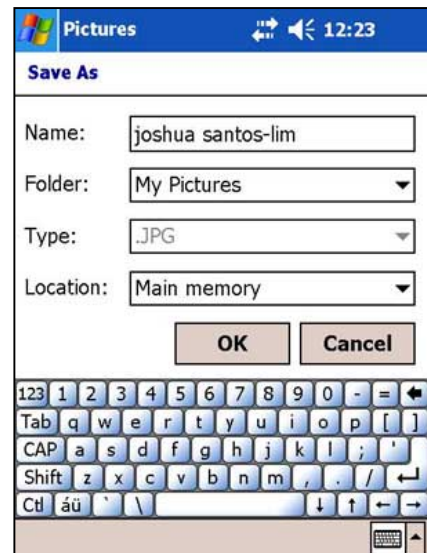 Pictures 12:23
Save As
Name: joshua santos-lim
Folder: My Pictures
Type: .JPG
Location: Main memory
OK Cancel
123 1 2 3 4 5 6 7 8 9 0 - =
Tab q w e r t y u i o p [ ]
CAP a s d f g h j k l ; '
Shift z x c v b n m , . /
Ctl áü ` \